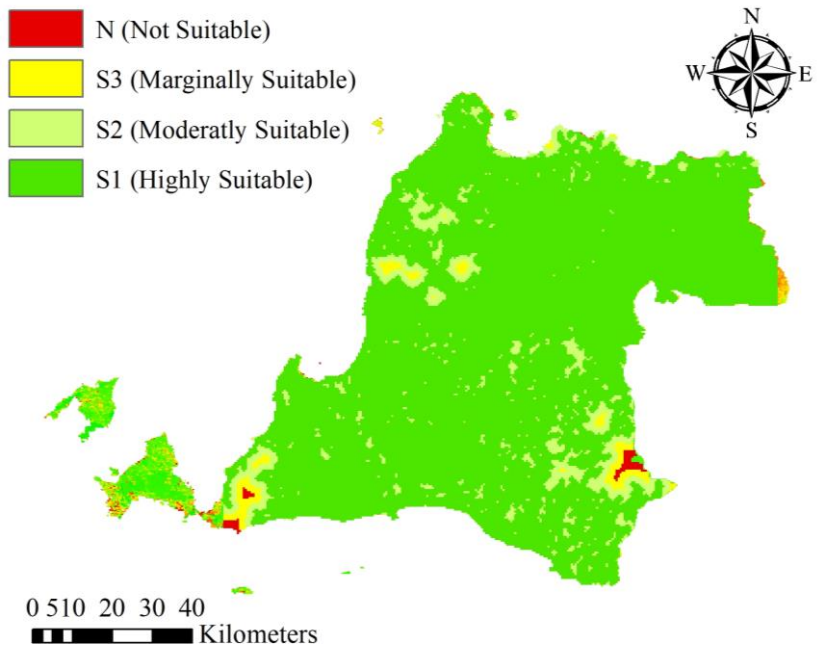 N (Not Suitable)
S3 (Marginally Suitable)
S2 (Moderatly Suitable)
S1 (Highly Suitable)
N
W E
S
0 510 20 30 40
Kilometers